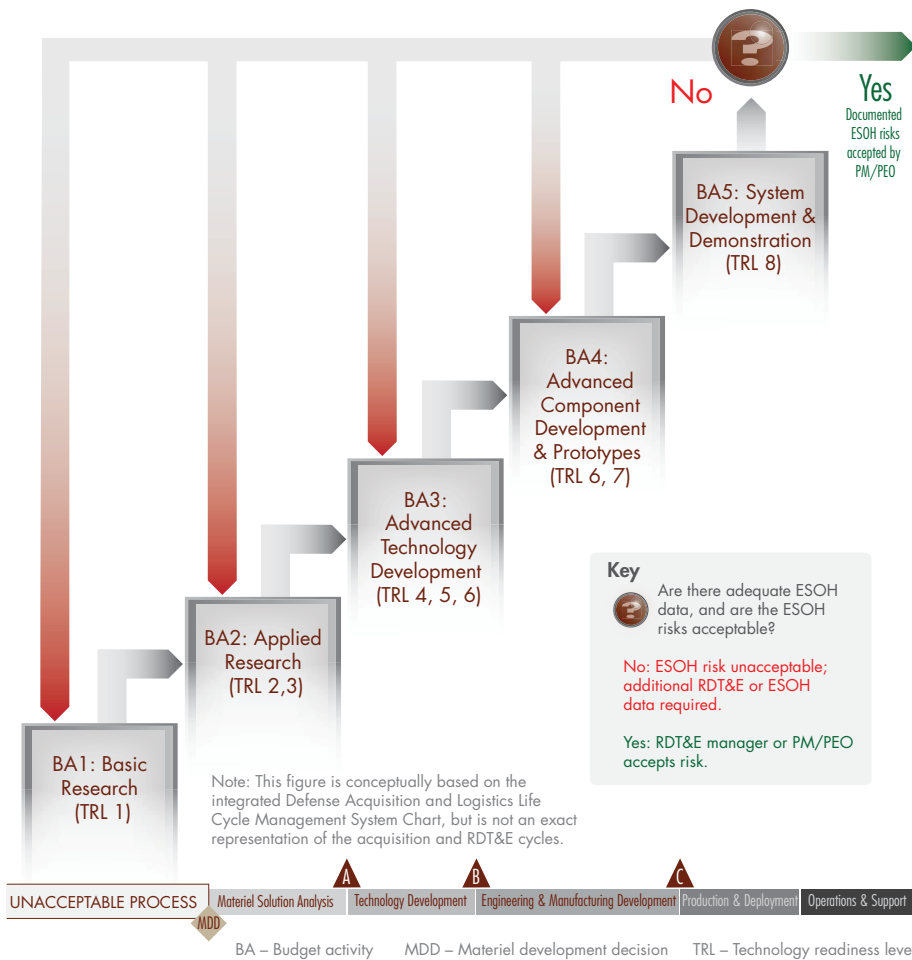 ?
No
Yes
Documented
ESOH risks
accepted by
PM/PEO
BA5: System
Development &
Demonstration
(TRL 8)
BA4:
Advanced
Component
Development
& Prototypes
(TRL 6, 7)
BA3:
Advanced
Technology
Development
(TRL 4, 5, 6)
BA2: Applied
Research
(TRL 2,3)
BA1: Basic
Research
(TRL 1)
Key
?
Are there adequate ESOH
data, and are the ESOH
risks acceptable?
No: ESOH risk unacceptable;
additional RDT&E or ESOH
data required.
Yes: RDT&E manager or PM/PEO
accepts risk.
Note: This figure is conceptually based on the
integrated Defense Acquisition and Logistics Life
Cycle Management System Chart, but is not an exact
representation of the acquisition and RDT&E cycles.
A B C
UNACCEPTABLE PROCESS Materiel Solution Analysis Technology Development Engineering & Manufacturing Development Production & Deployment Operations & Support
MDD
BA – Budget activity MDD – Materiel development decision TRL – Technology readiness leve